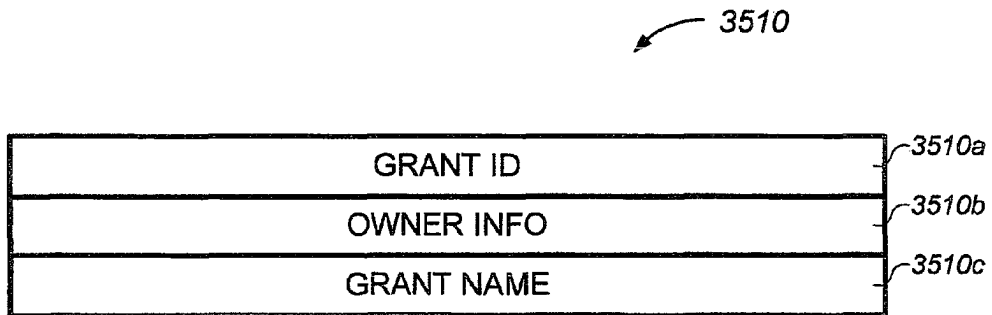 3510
GRANT ID
3510a
OWNER INFO
3510b
GRANT NAME
3510c